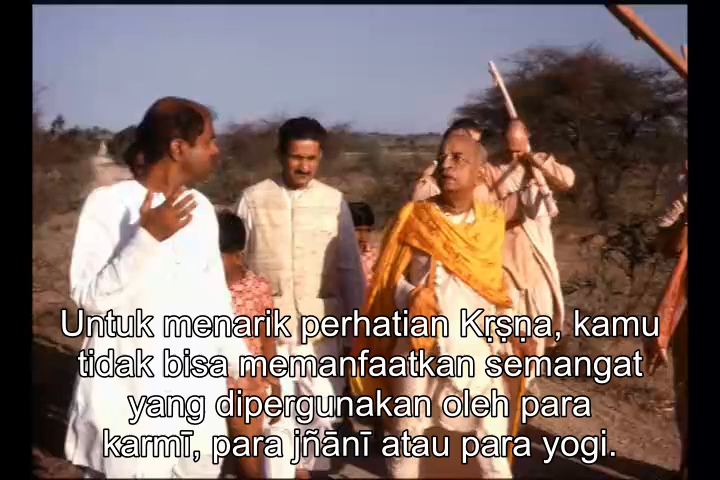 Untuk menarik perhatian Kṛṣṇa, kamu
tidak bisa memanfaatkan semangat
yang dipergunakan oleh para
karmī, para jñānī atau para yogi.